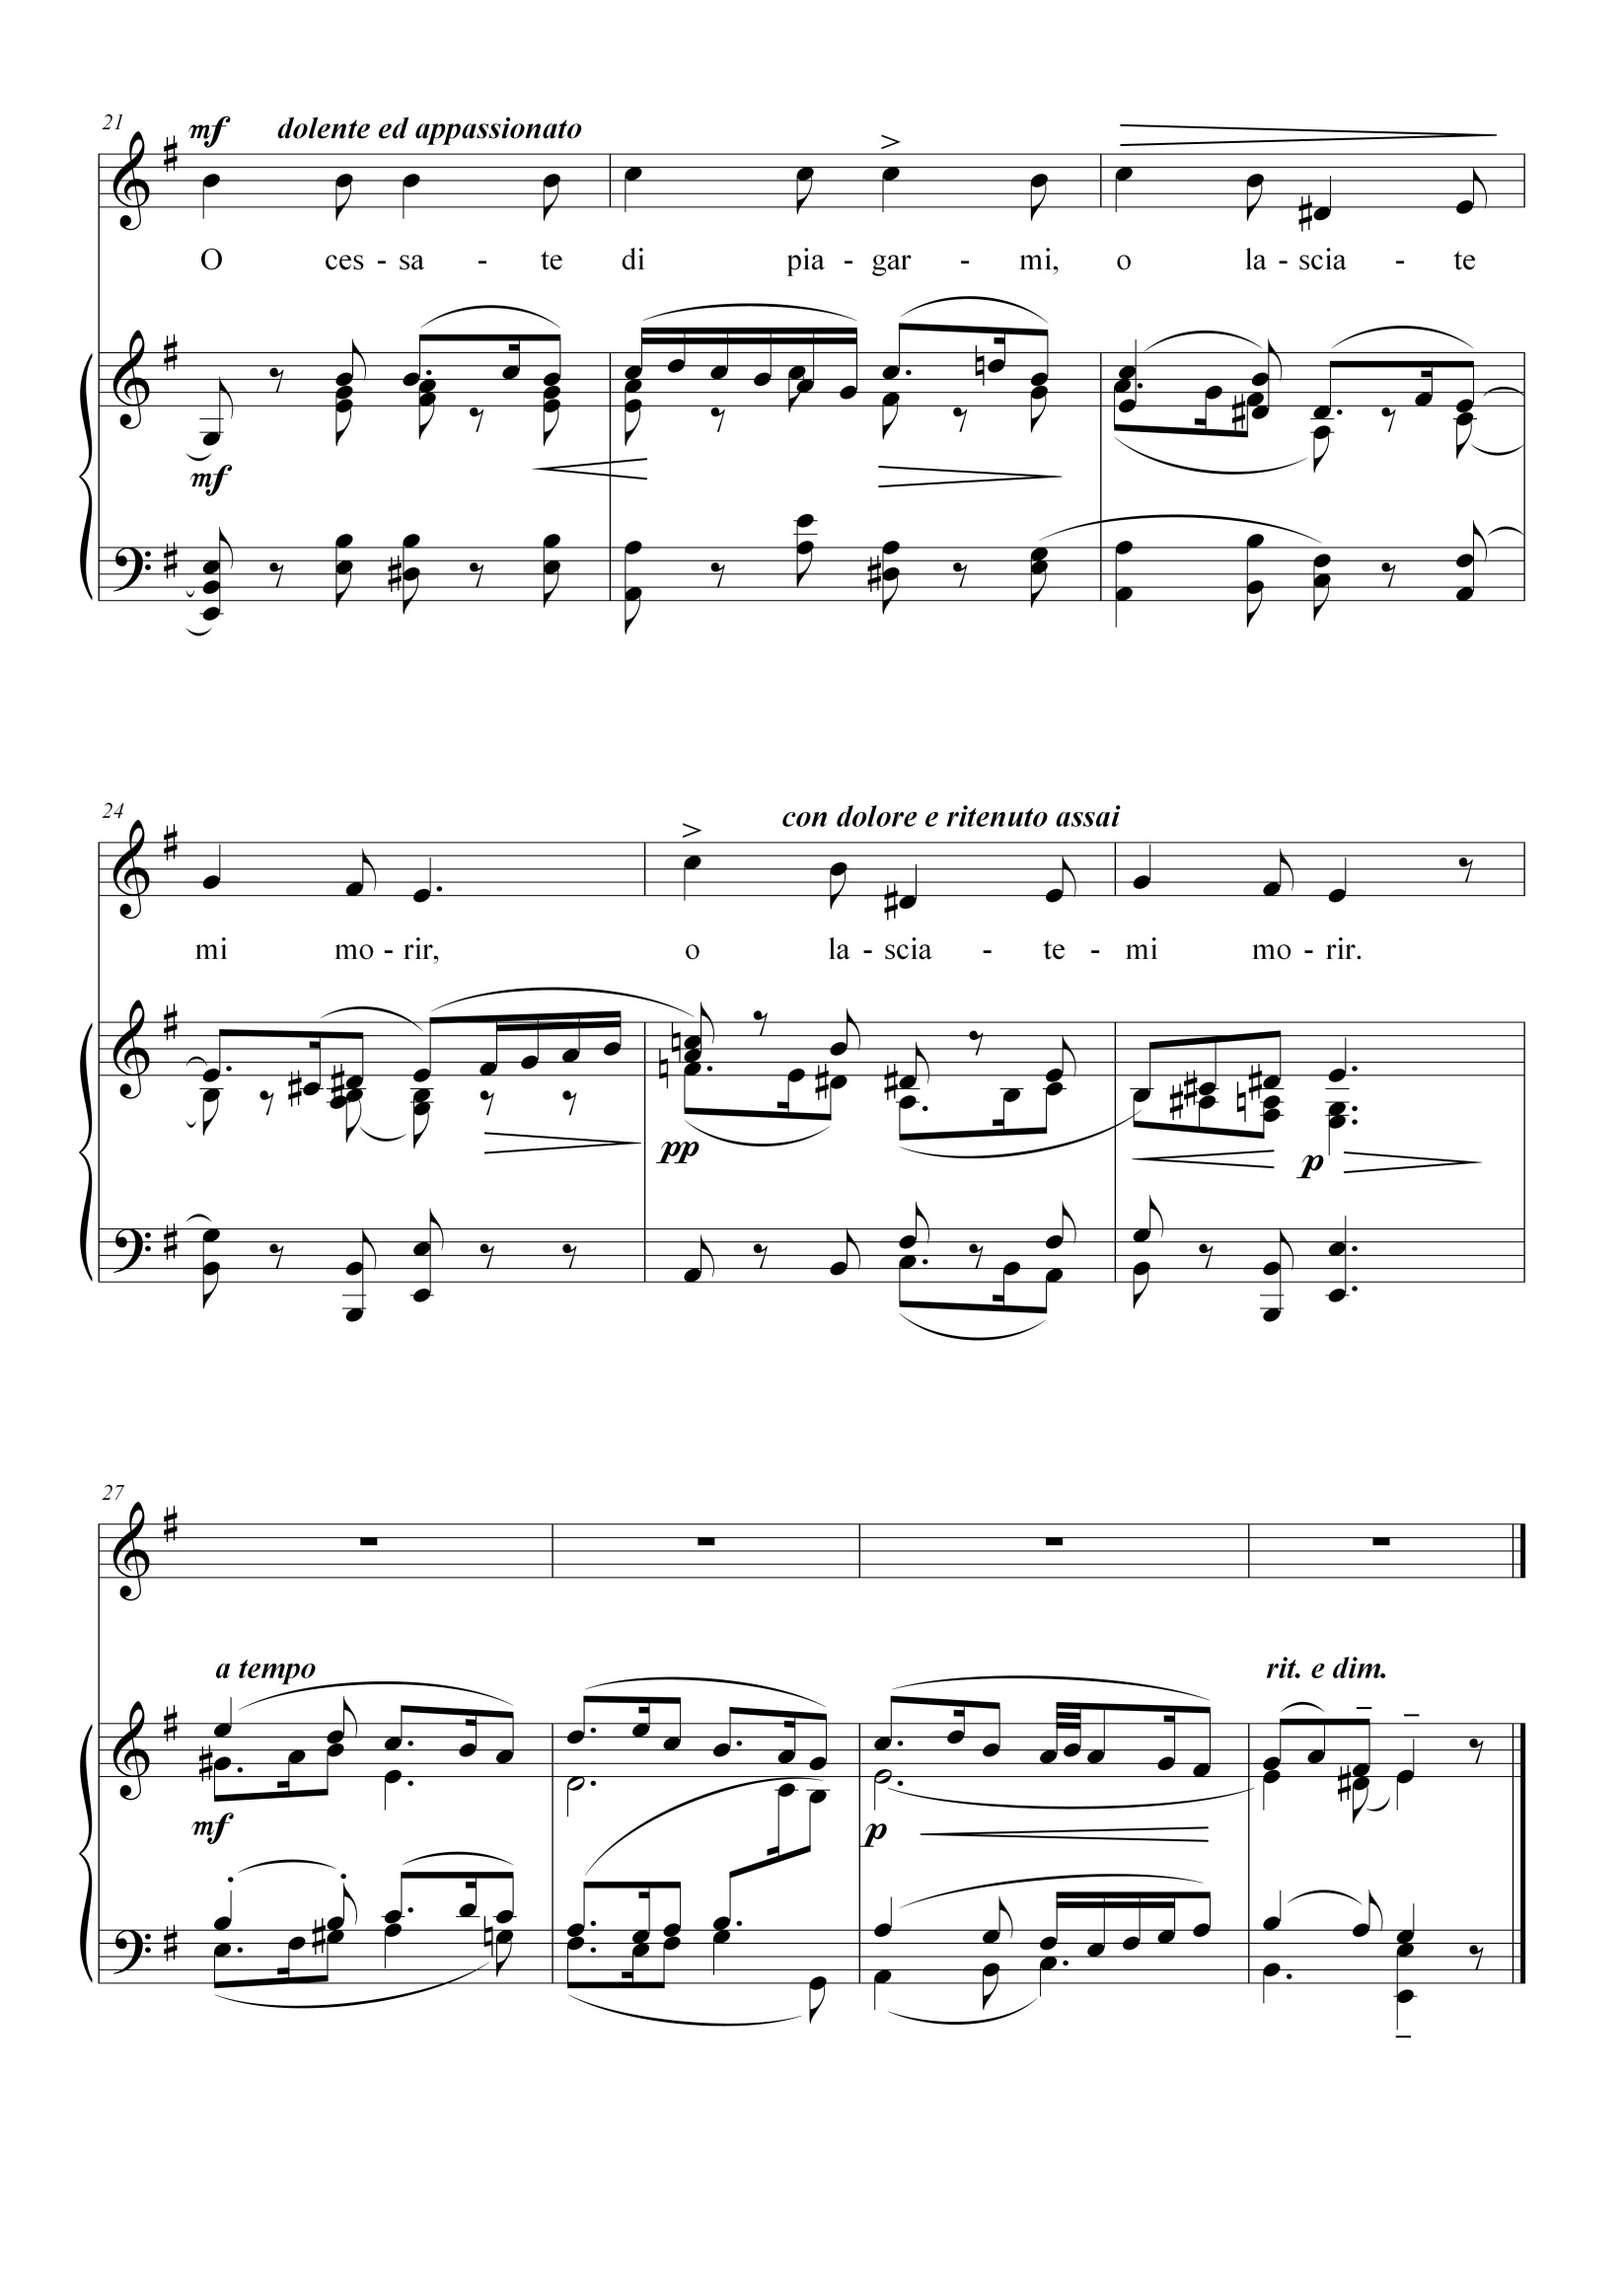 21 mf dolente ed appassionato
O ces - sa - te di pia - gar - mi, o la - scia - te
mf
24 con dolore e ritenuto assai
mi mo - rir, o la - scia - te - mi mo - rir.
pp p
27
a tempo rit. e dim.
mf p